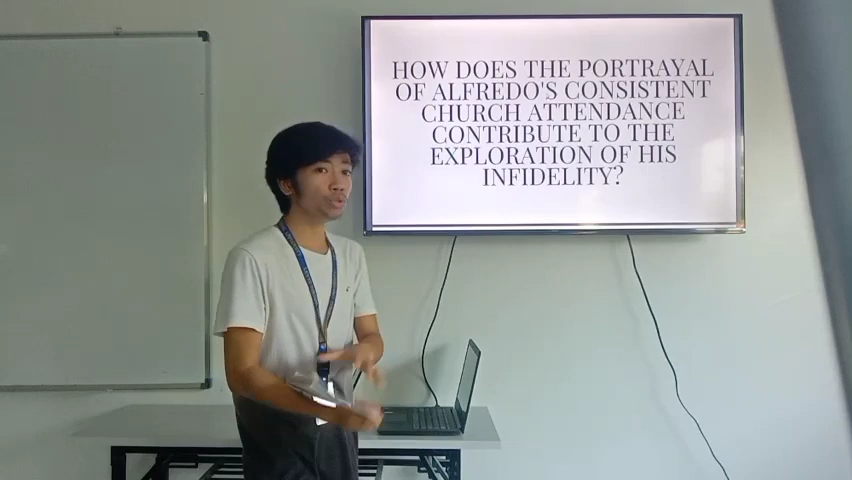 HOW DOES THE PORTRAYAL
OF ALFREDO'S CONSISTENT
CHURCH ATTENDANCE
CONTRIBUTE TO THE
EXPLORATION OF HIS
INFIDELITY?